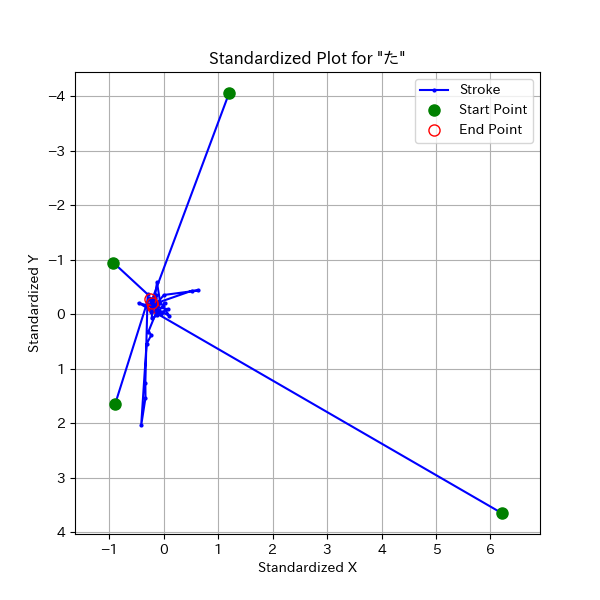 Standardized Plot for "た"
Stroke
Start Point
End Point
Standardized Y
−4
−3
−2
−1
0
1
2
3
4
−1 0 1 2 3 4 5 6
Standardized X